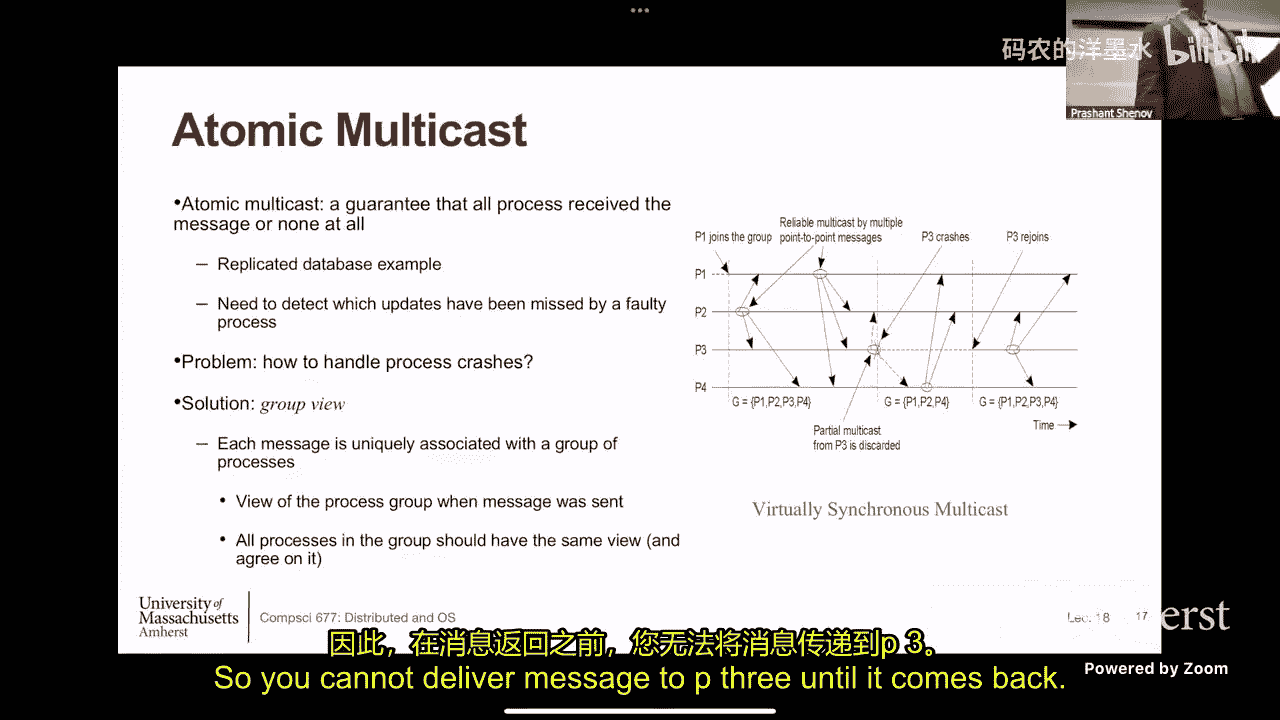 码农的洋墨水 bilibili
Prashant Shenoy
Atomic Multicast
•Atomic multicast: a guarantee that all process received the
message or none at all
– Replicated database example
– Need to detect which updates have been missed by a faulty
process
•Problem: how to handle process crashes?
•Solution: group view
– Each message is uniquely associated with a group of
processes
• View of the process group when message was sent
• All processes in the group should have the same view (and
agree on it)
Reliable multicast by multiple
P1 joins the group point-to-point messages P3 crashes P3 rejoins
P1
P2
P3
P4
G = {P1,P2,P3,P4} G = {P1,P2,P4} G = {P1,P2,P3,P4}
Partial multicast
from P3 is discarded
Time
Virtually Synchronous Multicast
University of
Massachusetts
Amherst
Compsci 677: Distributed and OS
Lec. 18 17
erst
因此，在消息返回之前，您无法将消息传递到p 3。
So you cannot deliver message to p three until it comes back.
Powered by Zoom